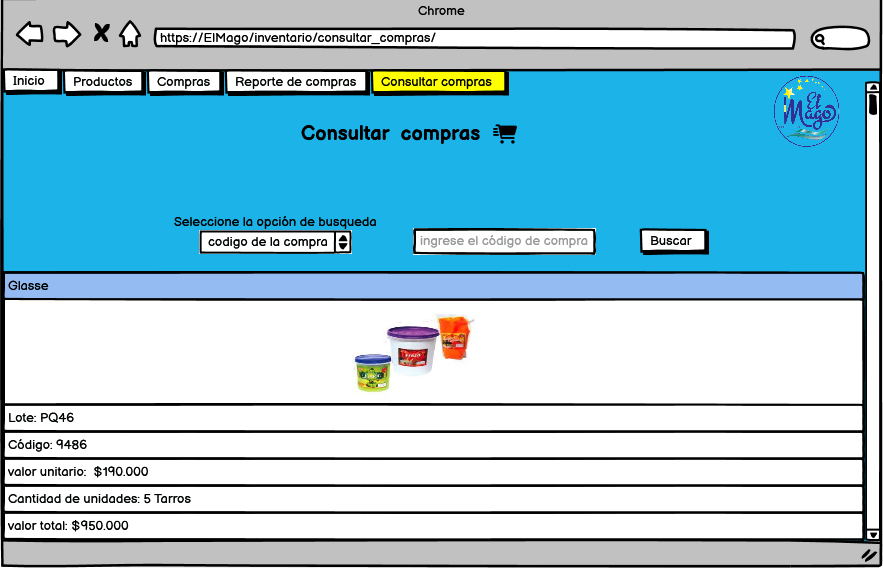 Chrome
https://ElMago/inventario/consultar_compras/
Inicio
Productos
Compras
Reporte de compras
Consultar compras
El Mago
Consultar compras
Seleccione la opción de busqueda
codigo de la compra
ingrese el código de compra
Buscar
Glasse
Lote: PQ46
Código: 9486
valor unitario: $190.000
Cantidad de unidades: 5 Tarros
valor total: $950.000